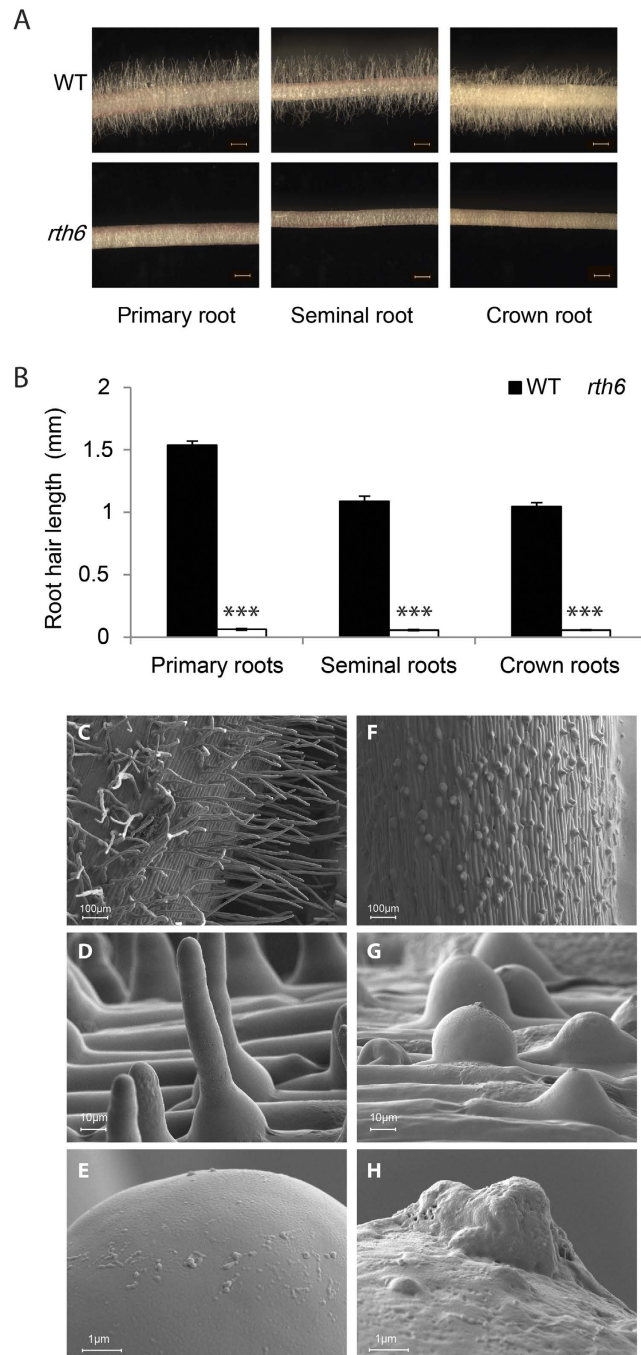 A
WT
rth6
Primary root Seminal root Crown root
B
WT rth6
Root hair length (mm)
2
1.5
1
0.5
0
*** *** ***
Primary roots Seminal roots Crown roots
C F
100µm 100µm
D G
10µm 10µm
E H
1µm 1µm